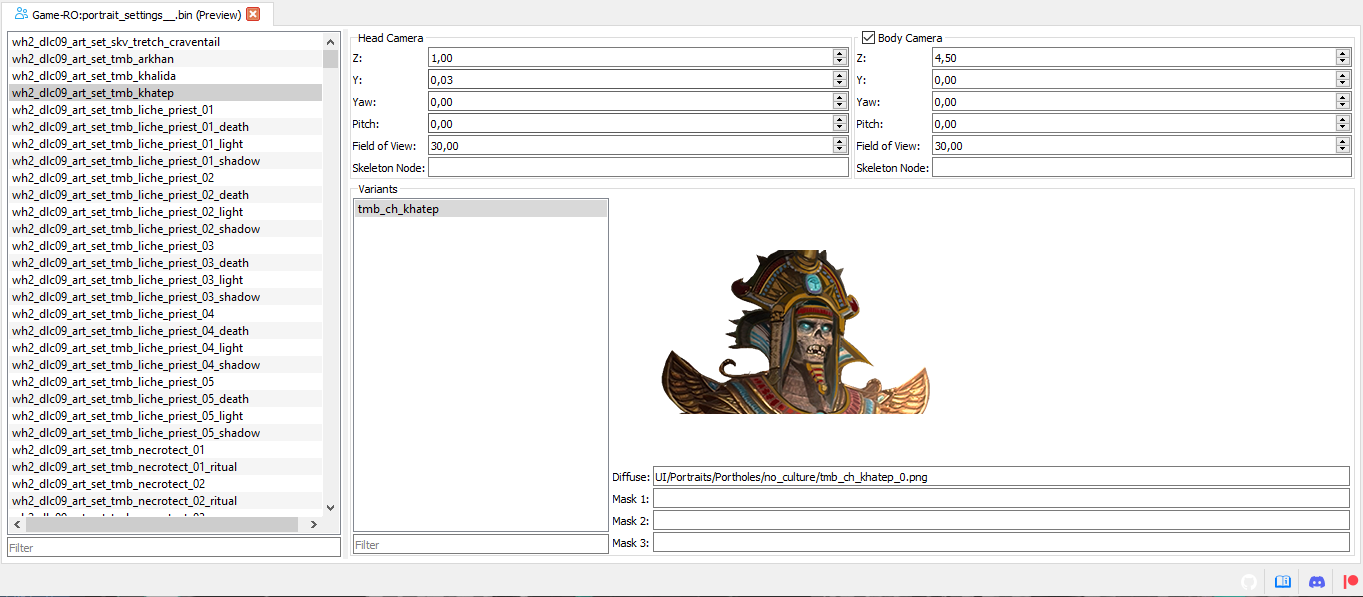 Game-RO:portrait_settings__.bin (Preview)
wh2_dlc09_art_set_skv_tretch_craventail
wh2_dlc09_art_set_tmb_arkhan
wh2_dlc09_art_set_tmb_khalida
wh2_dlc09_art_set_tmb_khatep
wh2_dlc09_art_set_tmb_liche_priest_01
wh2_dlc09_art_set_tmb_liche_priest_01_death
wh2_dlc09_art_set_tmb_liche_priest_01_light
wh2_dlc09_art_set_tmb_liche_priest_01_shadow
wh2_dlc09_art_set_tmb_liche_priest_02
wh2_dlc09_art_set_tmb_liche_priest_02_death
wh2_dlc09_art_set_tmb_liche_priest_02_light
wh2_dlc09_art_set_tmb_liche_priest_02_shadow
wh2_dlc09_art_set_tmb_liche_priest_03
wh2_dlc09_art_set_tmb_liche_priest_03_death
wh2_dlc09_art_set_tmb_liche_priest_03_light
wh2_dlc09_art_set_tmb_liche_priest_03_shadow
wh2_dlc09_art_set_tmb_liche_priest_04
wh2_dlc09_art_set_tmb_liche_priest_04_death
wh2_dlc09_art_set_tmb_liche_priest_04_light
wh2_dlc09_art_set_tmb_liche_priest_04_shadow
wh2_dlc09_art_set_tmb_liche_priest_05
wh2_dlc09_art_set_tmb_liche_priest_05_death
wh2_dlc09_art_set_tmb_liche_priest_05_light
wh2_dlc09_art_set_tmb_liche_priest_05_shadow
wh2_dlc09_art_set_tmb_necrotect_01
wh2_dlc09_art_set_tmb_necrotect_01_ritual
wh2_dlc09_art_set_tmb_necrotect_02
wh2_dlc09_art_set_tmb_necrotect_02_ritual
Filter
Head Camera
Z: 1,00
Y: 0,03
Yaw: 0,00
Pitch: 0,00
Field of View: 30,00
Skeleton Node:
Body Camera
Z: 4,50
Y: 0,00
Yaw: 0,00
Pitch: 0,00
Field of View: 30,00
Skeleton Node:
Variants
tmb_ch_khatep
Filter
Diffuse: UI/Portraits/Portholes/no_culture/tmb_ch_khatep_0.png
Mask 1:
Mask 2:
Mask 3: